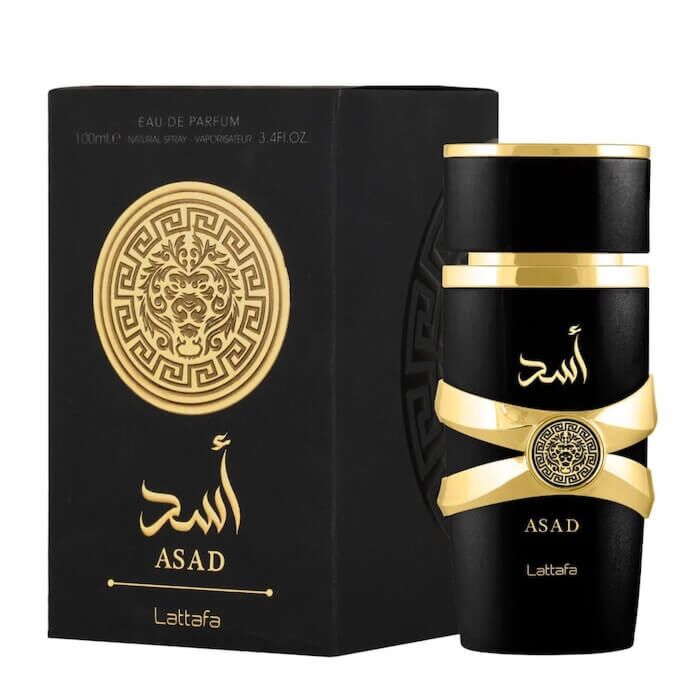 EAU DE PARFUM
100ml.e NATURAL SPRAY - VAPORISATEUR 3.4FL.OZ.
أسد
ASAD
Lattafa
أسد
ASAD
Lattafa